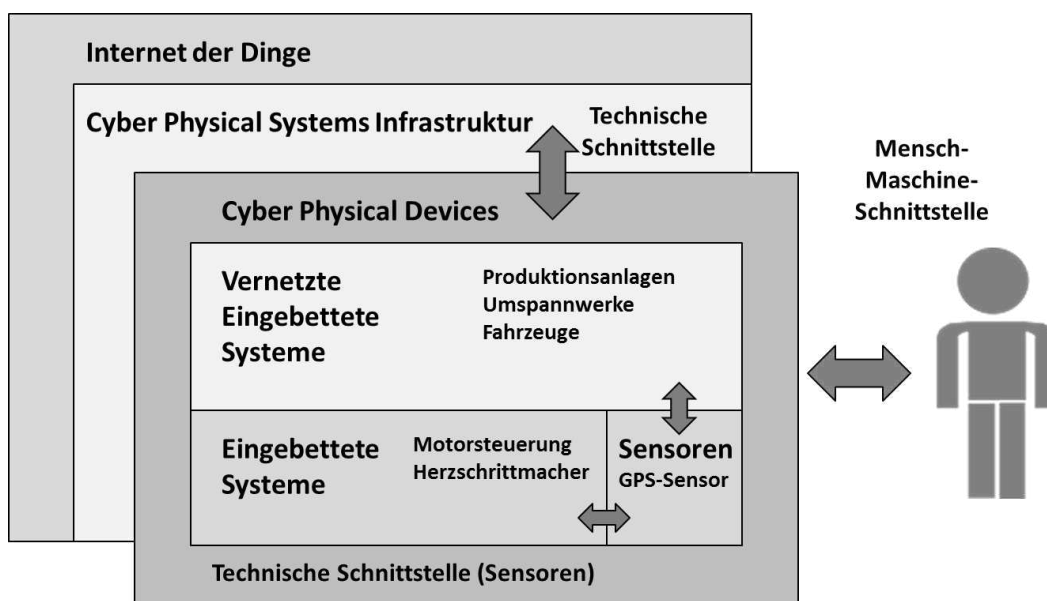 Internet der Dinge
Cyber Physical Systems Infrastruktur
Technische
Schnittstelle
Mensch-
Maschine-
Schnittstelle
Cyber Physical Devices
Vernetzte
Eingebettete
Systeme
Produktionsanlagen
Umspannwerke
Fahrzeuge
Eingebettete
Systeme
Motorsteuerung
Herzschrittmacher
Sensoren
GPS-Sensor
Technische Schnittstelle (Sensoren)